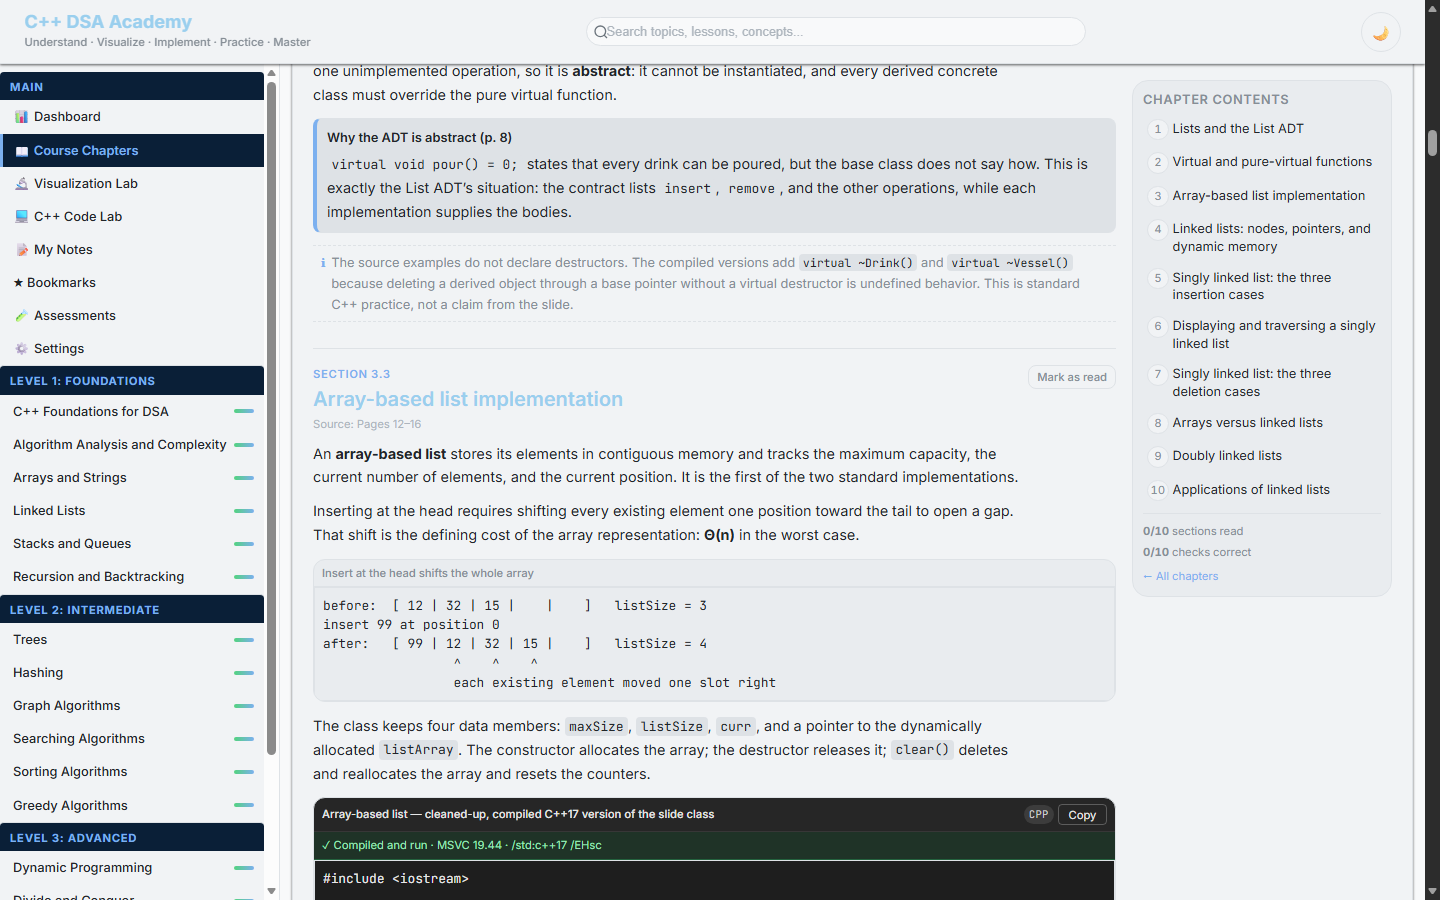 C++ DSA Academy
Understand · Visualize · Implement · Practice · Master
Search topics, lessons, concepts...
MAIN
Dashboard
Course Chapters
Visualization Lab
C++ Code Lab
My Notes
★ Bookmarks
Assessments
Settings
LEVEL 1: FOUNDATIONS
C++ Foundations for DSA
Algorithm Analysis and Complexity
Arrays and Strings
Linked Lists
Stacks and Queues
Recursion and Backtracking
LEVEL 2: INTERMEDIATE
Trees
Hashing
Graph Algorithms
Searching Algorithms
Sorting Algorithms
Greedy Algorithms
LEVEL 3: ADVANCED
Dynamic Programming
Divide and Conquer
one unimplemented operation, so it is abstract: it cannot be instantiated, and every derived concrete
class must override the pure virtual function.
Why the ADT is abstract (p. 8)
virtual void pour() = 0; states that every drink can be poured, but the base class does not say how. This is
exactly the List ADT's situation: the contract lists insert, remove, and the other operations, while each
implementation supplies the bodies.
ℹ The source examples do not declare destructors. The compiled versions add virtual ~Drink() and virtual ~Vessel()
because deleting a derived object through a base pointer without a virtual destructor is undefined behavior. This is standard
C++ practice, not a claim from the slide.
SECTION 3.3
Mark as read
Array-based list implementation
Source: Pages 12–16
An array-based list stores its elements in contiguous memory and tracks the maximum capacity, the
current number of elements, and the current position. It is the first of the two standard implementations.
Inserting at the head requires shifting every existing element one position toward the tail to open a gap.
That shift is the defining cost of the array representation: Θ(n) in the worst case.
Insert at the head shifts the whole array
before:  [ 12 | 32 | 15 |    |    ]   listSize = 3
insert 99 at position 0
after:   [ 99 | 12 | 32 | 15 |    ]   listSize = 4
^    ^    ^
each existing element moved one slot right
The class keeps four data members: maxSize, listSize, curr, and a pointer to the dynamically
allocated listArray. The constructor allocates the array; the destructor releases it; clear() deletes
and reallocates the array and resets the counters.
Array-based list — cleaned-up, compiled C++17 version of the slide class
CPP
Copy
✓ Compiled and run · MSVC 19.44 · /std:c++17 /EHsc
#include <iostream>
CHAPTER CONTENTS
1 Lists and the List ADT
2 Virtual and pure-virtual functions
3 Array-based list implementation
4 Linked lists: nodes, pointers, and
dynamic memory
5 Singly linked list: the three
insertion cases
6 Displaying and traversing a singly
linked list
7 Singly linked list: the three
deletion cases
8 Arrays versus linked lists
9 Doubly linked lists
10 Applications of linked lists
0/10 sections read
0/10 checks correct
← All chapters